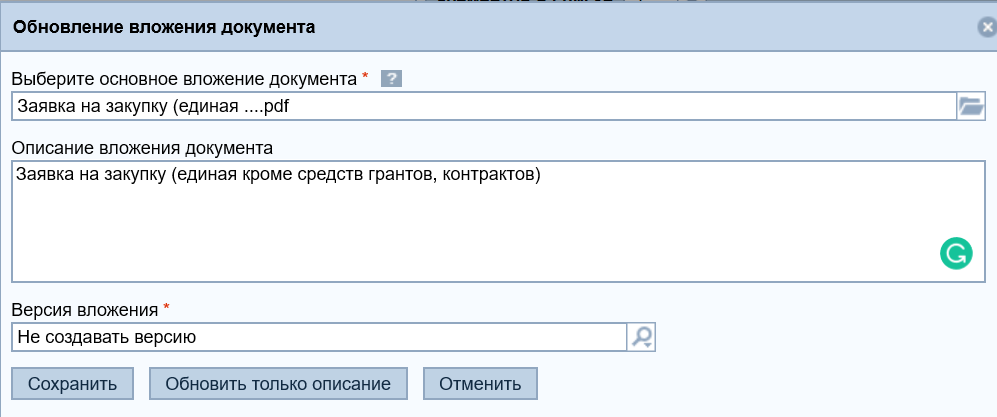 Обновление вложения документа
Выберите основное вложение документа * ?
Заявка на закупку (единая ....pdf
Описание вложения документа
Заявка на закупку (единая кроме средств грантов, контрактов)
Версия вложения *
Не создавать версию
Сохранить Обновить только описание Отменить